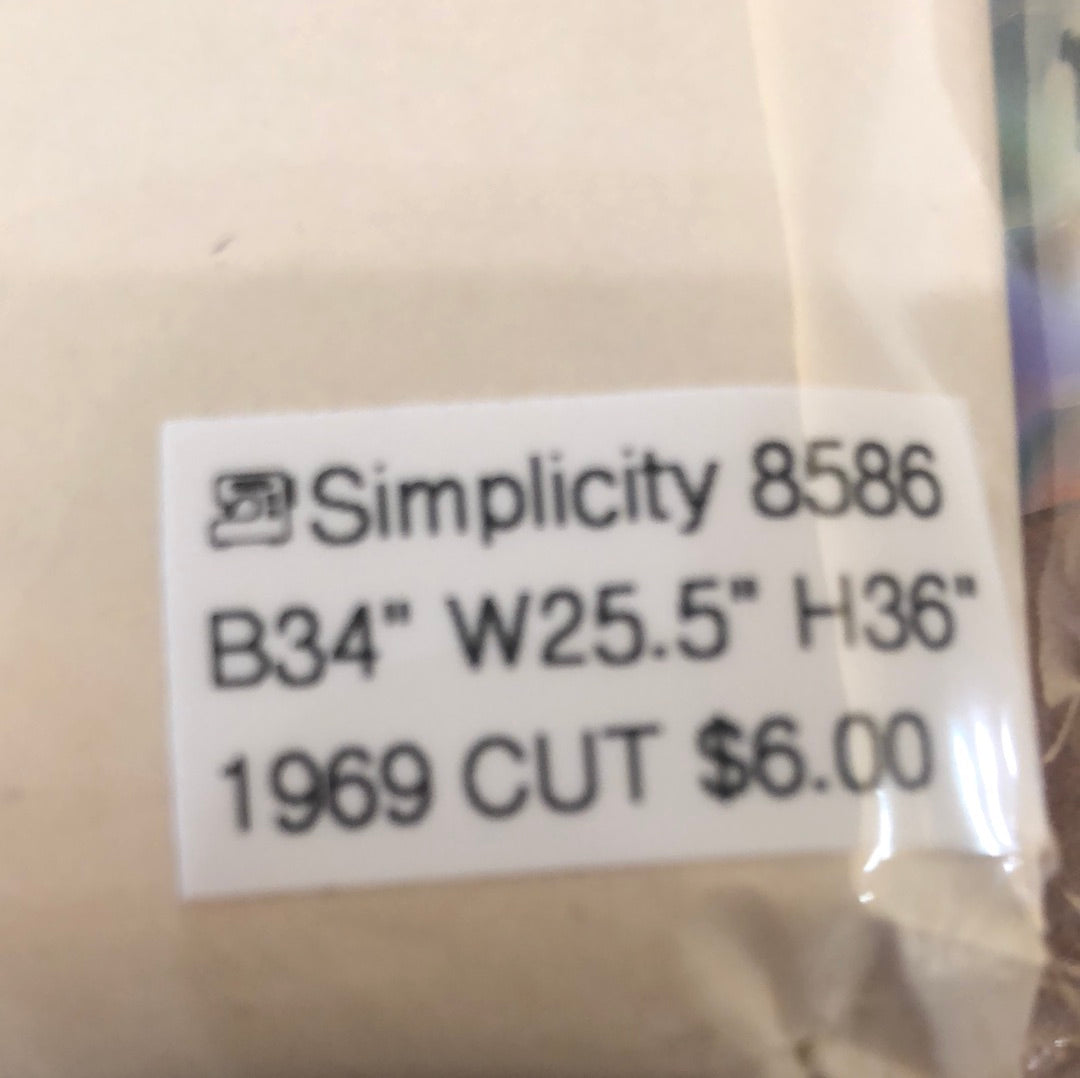 Simplicity 8586
B34" W25.5" H36"
1969 CUT $6.00